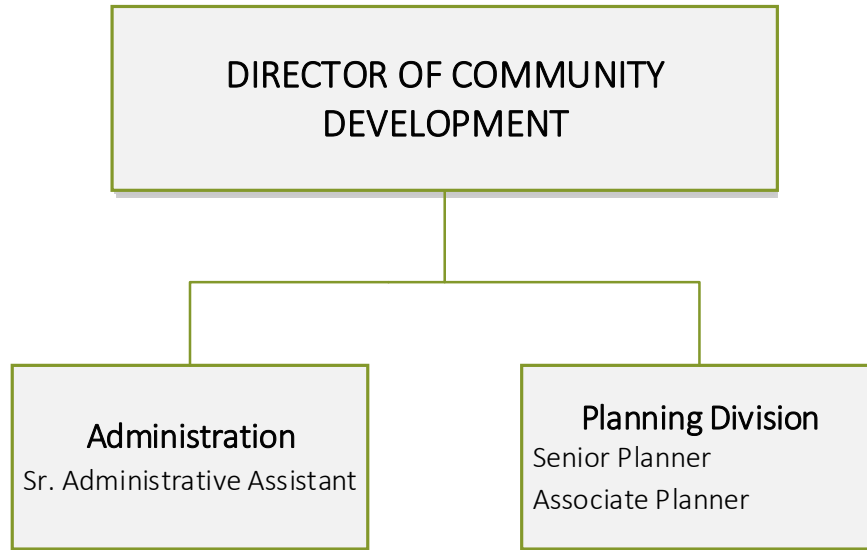 DIRECTOR OF COMMUNITY
DEVELOPMENT
Administration
Sr. Administrative Assistant
Planning Division
Senior Planner
Associate Planner